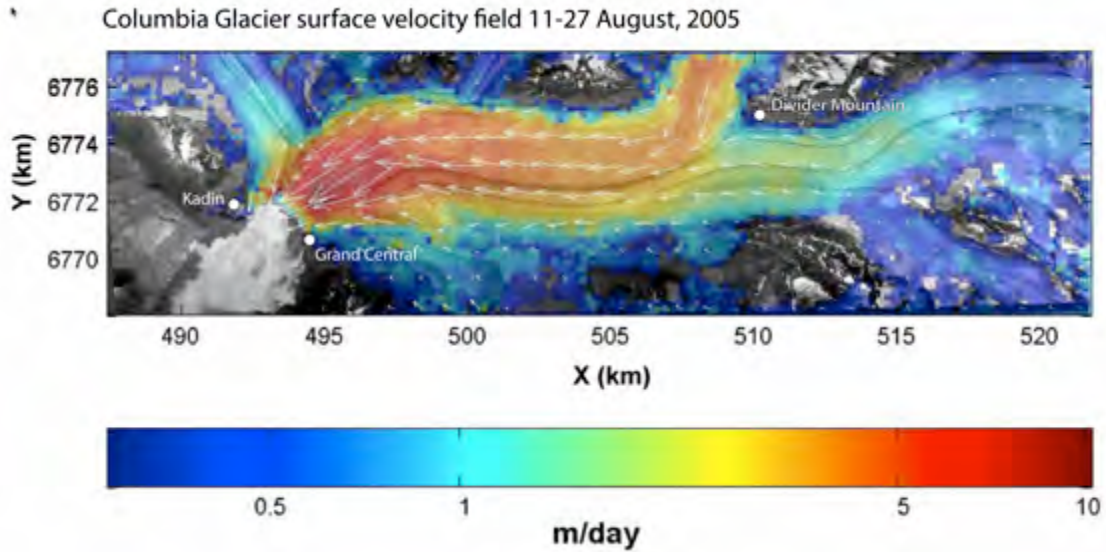 Columbia Glacier surface velocity field 11-27 August, 2005
6776
Divider Mountain
6774
Y (km)
Kadin
6772
Grand Central
6770
490 495 500 505 510 515 520
X (km)
0.5 1 5 10
m/day